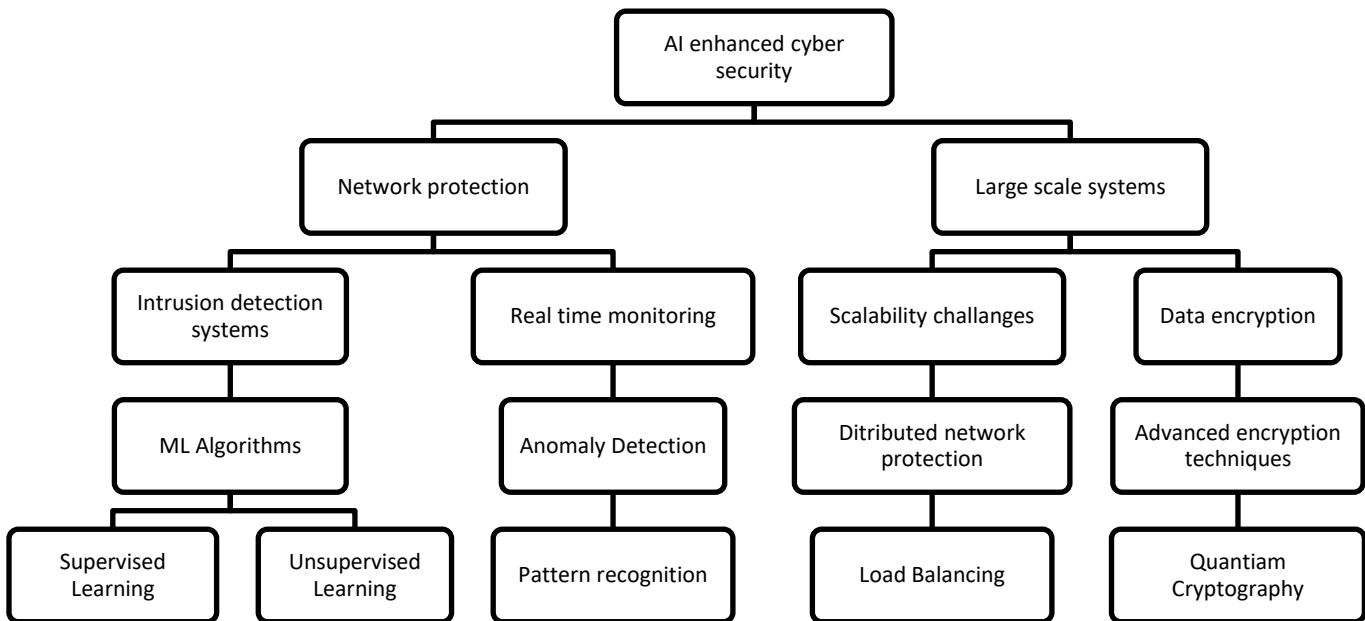 AI enhanced cyber
security
Network protection
Large scale systems
Intrusion detection
systems
Real time monitoring
Scalability challanges
Data encryption
ML Algorithms
Anomaly Detection
Ditributed network
protection
Advanced encryption
techniques
Supervised
Learning
Unsupervised
Learning
Pattern recognition
Load Balancing
Quantiam
Cryptography